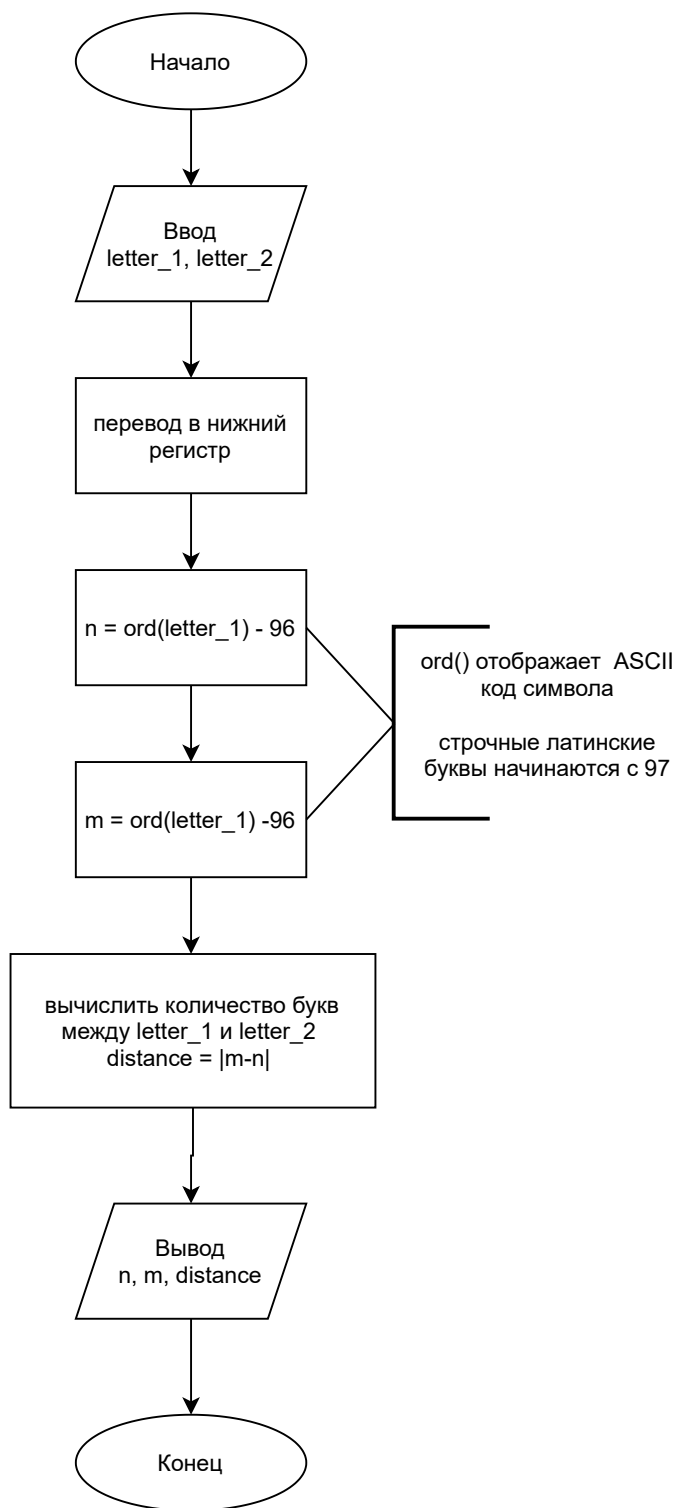 Начало
Ввод
letter_1, letter_2
перевод в нижний
регистр
n = ord(letter_1) - 96
m = ord(letter_1) -96
ord() отображает ASCII
код символа
строчные латинские
буквы начинаются с 97
вычислить количество букв
между letter_1 и letter_2
distance = |m-n|
Вывод
n, m, distance
Конец